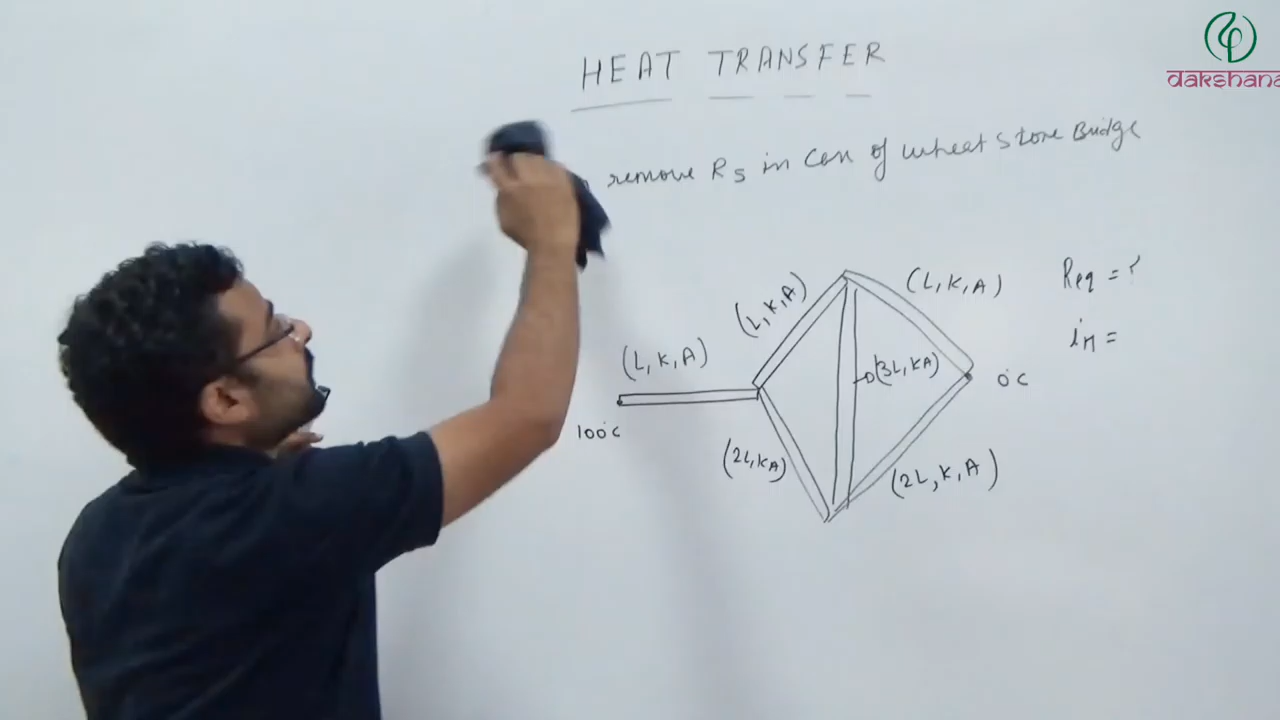 dakshana
HEAT TRANSFER
remove R5 in Case of Wheat Stone Bridge
(L, K, A)
(L, K, A)
Req = ?
(L, K, A)
iH =
(3L, KA)
0°C
100°C
(2L, KA)
(2L, K, A)